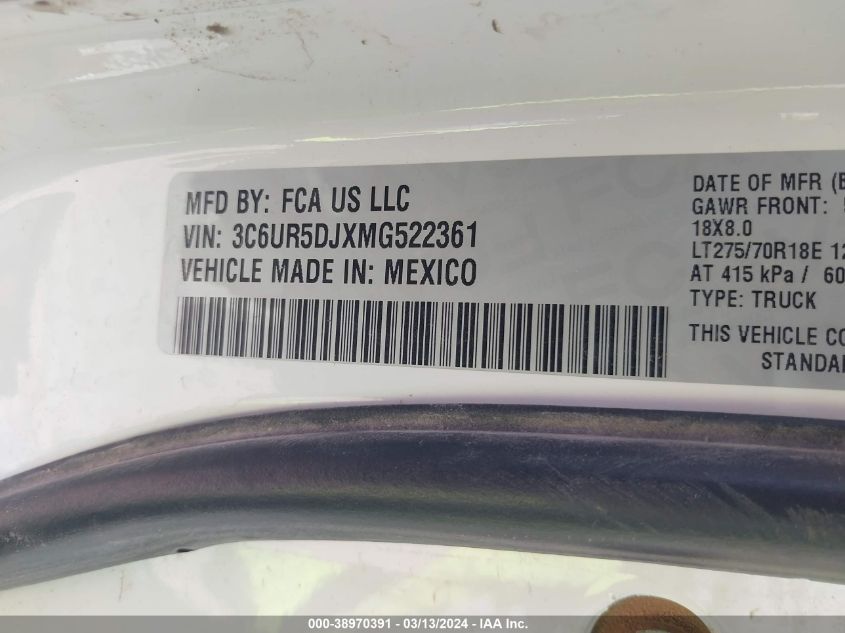 MFD BY: FCA US LLC
VIN: 3C6UR5DJXMG522361
VEHICLE MADE IN: MEXICO
DATE OF MFR
GAWR FRONT:
18X8.0
LT275/70R18E
AT 415 kPa /
TYPE: TRUCK
THIS VEHICLE
000-38970391 - 03/13/2024 - © IAA Inc.